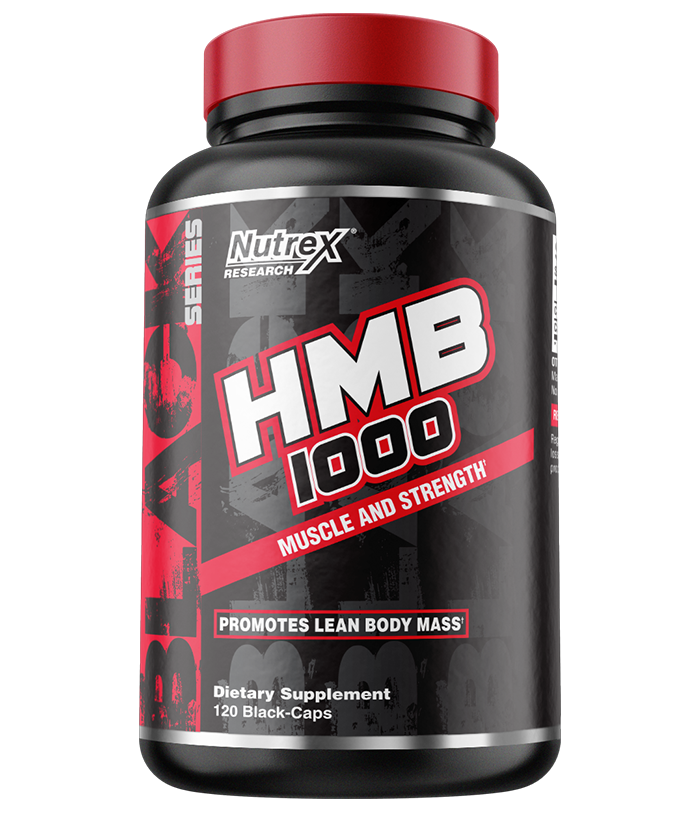 BLACK
SERIES
Nutrex®
RESEARCH
HMB
1000
MUSCLE AND STRENGTH†
PROMOTES LEAN BODY MASS†
Dietary Supplement
120 Black-Caps